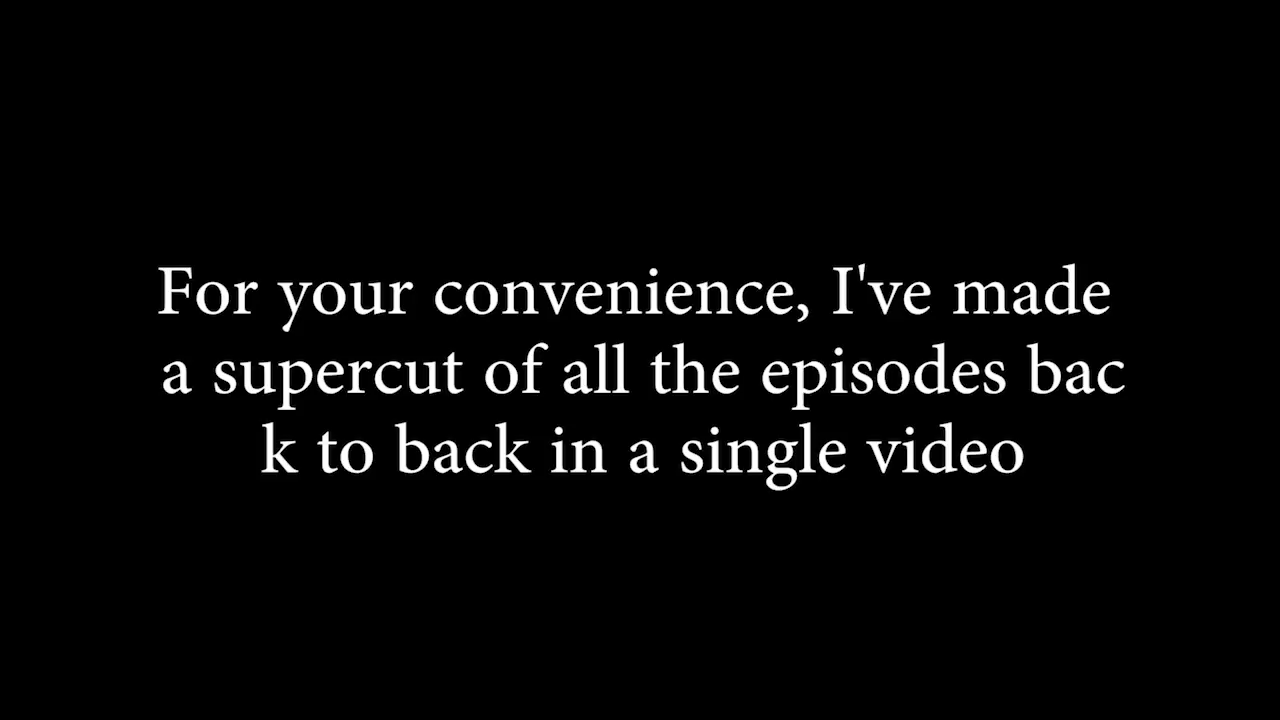 For your convenience, I've made
a supercut of all the episodes bac
k to back in a single video